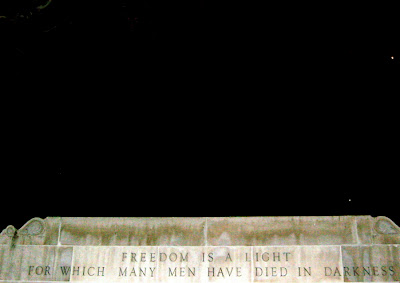 FREEDOM IS A LIGHT
FOR WHICH MANY MEN HAVE DIED IN DARKNESS